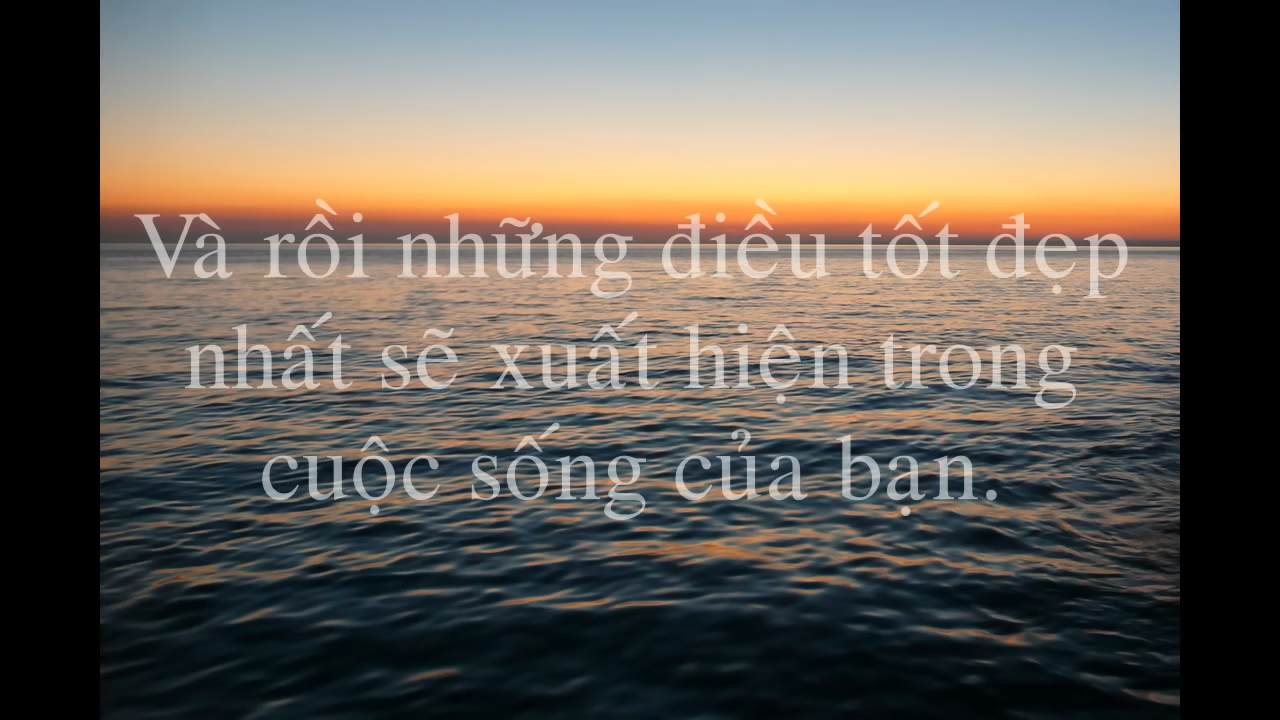 Và rồi những điều tốt đẹp
nhất sẽ xuất hiện trong
cuộc sống của bạn.